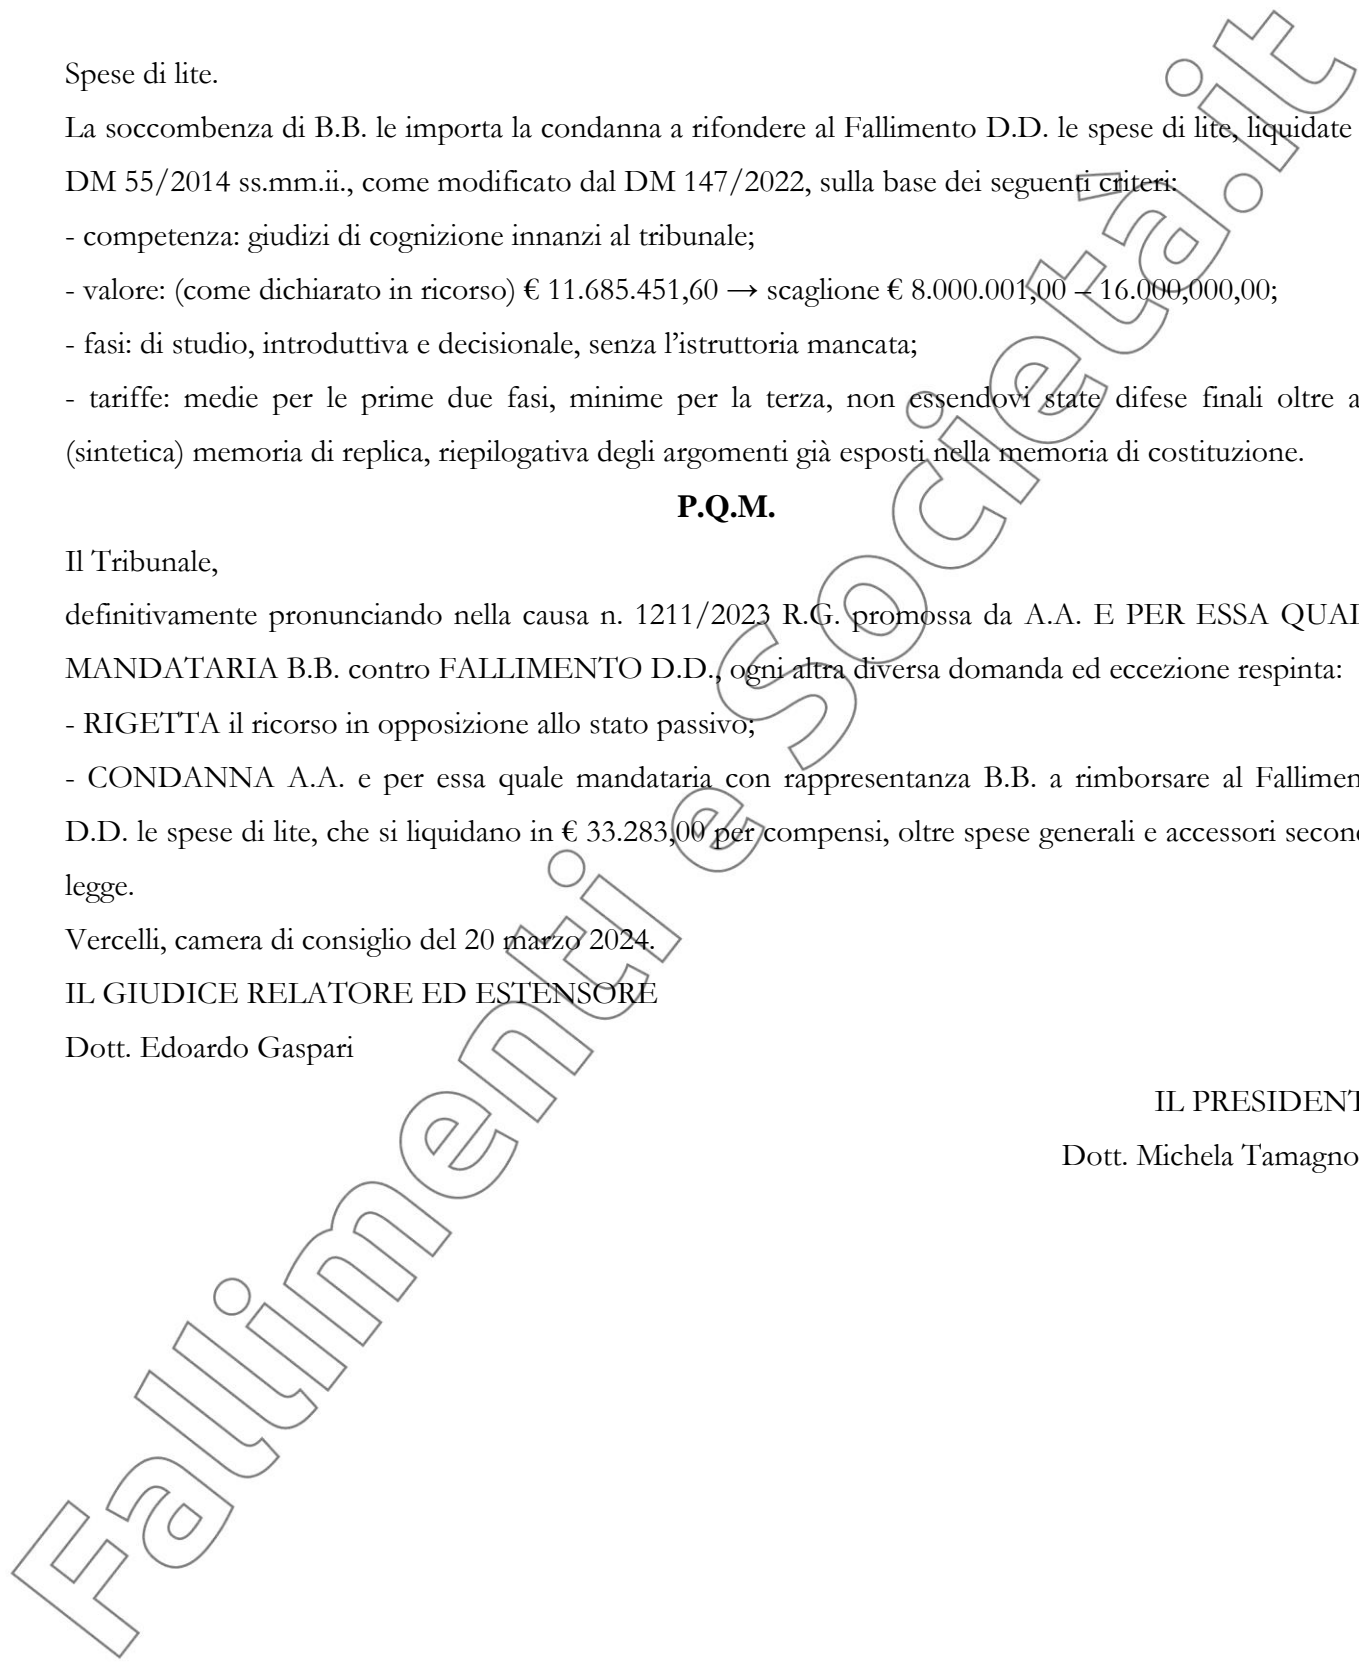 Spese di lite.
La soccombenza di B.B. le importa la condanna a rifondere al Fallimento D.D. le spese di lite, liquidate
DM 55/2014 ss.mm.ii., come modificato dal DM 147/2022, sulla base dei seguenti criteri:
- competenza: giudizi di cognizione innanzi al tribunale;
- valore: (come dichiarato in ricorso) € 11.685.451,60 → scaglione € 8.000.001,00 – 16.000,000,00;
- fasi: di studio, introduttiva e decisionale, senza l’istruttoria mancata;
- tariffe: medie per le prime due fasi, minime per la terza, non essendovi state difese finali oltre a
(sintetica) memoria di replica, riepilogativa degli argomenti già esposti nella memoria di costituzione.
P.Q.M.
Il Tribunale,
definitivamente pronunciando nella causa n. 1211/2023 R.G. promossa da A.A. E PER ESSA QUAL
MANDATARIA B.B. contro FALLIMENTO D.D., ogni altra diversa domanda ed eccezione respinta:
- RIGETTA il ricorso in opposizione allo stato passivo;
- CONDANNA A.A. e per essa quale mandataria con rappresentanza B.B. a rimborsare al Fallimen
D.D. le spese di lite, che si liquidano in € 33.283,00 per compensi, oltre spese generali e accessori secon
legge.
Vercelli, camera di consiglio del 20 marzo 2024.
IL GIUDICE RELATORE ED ESTENSORE
Dott. Edoardo Gaspari
IL PRESIDENT
Dott. Michela Tamagno
Fallimenti e Società.it